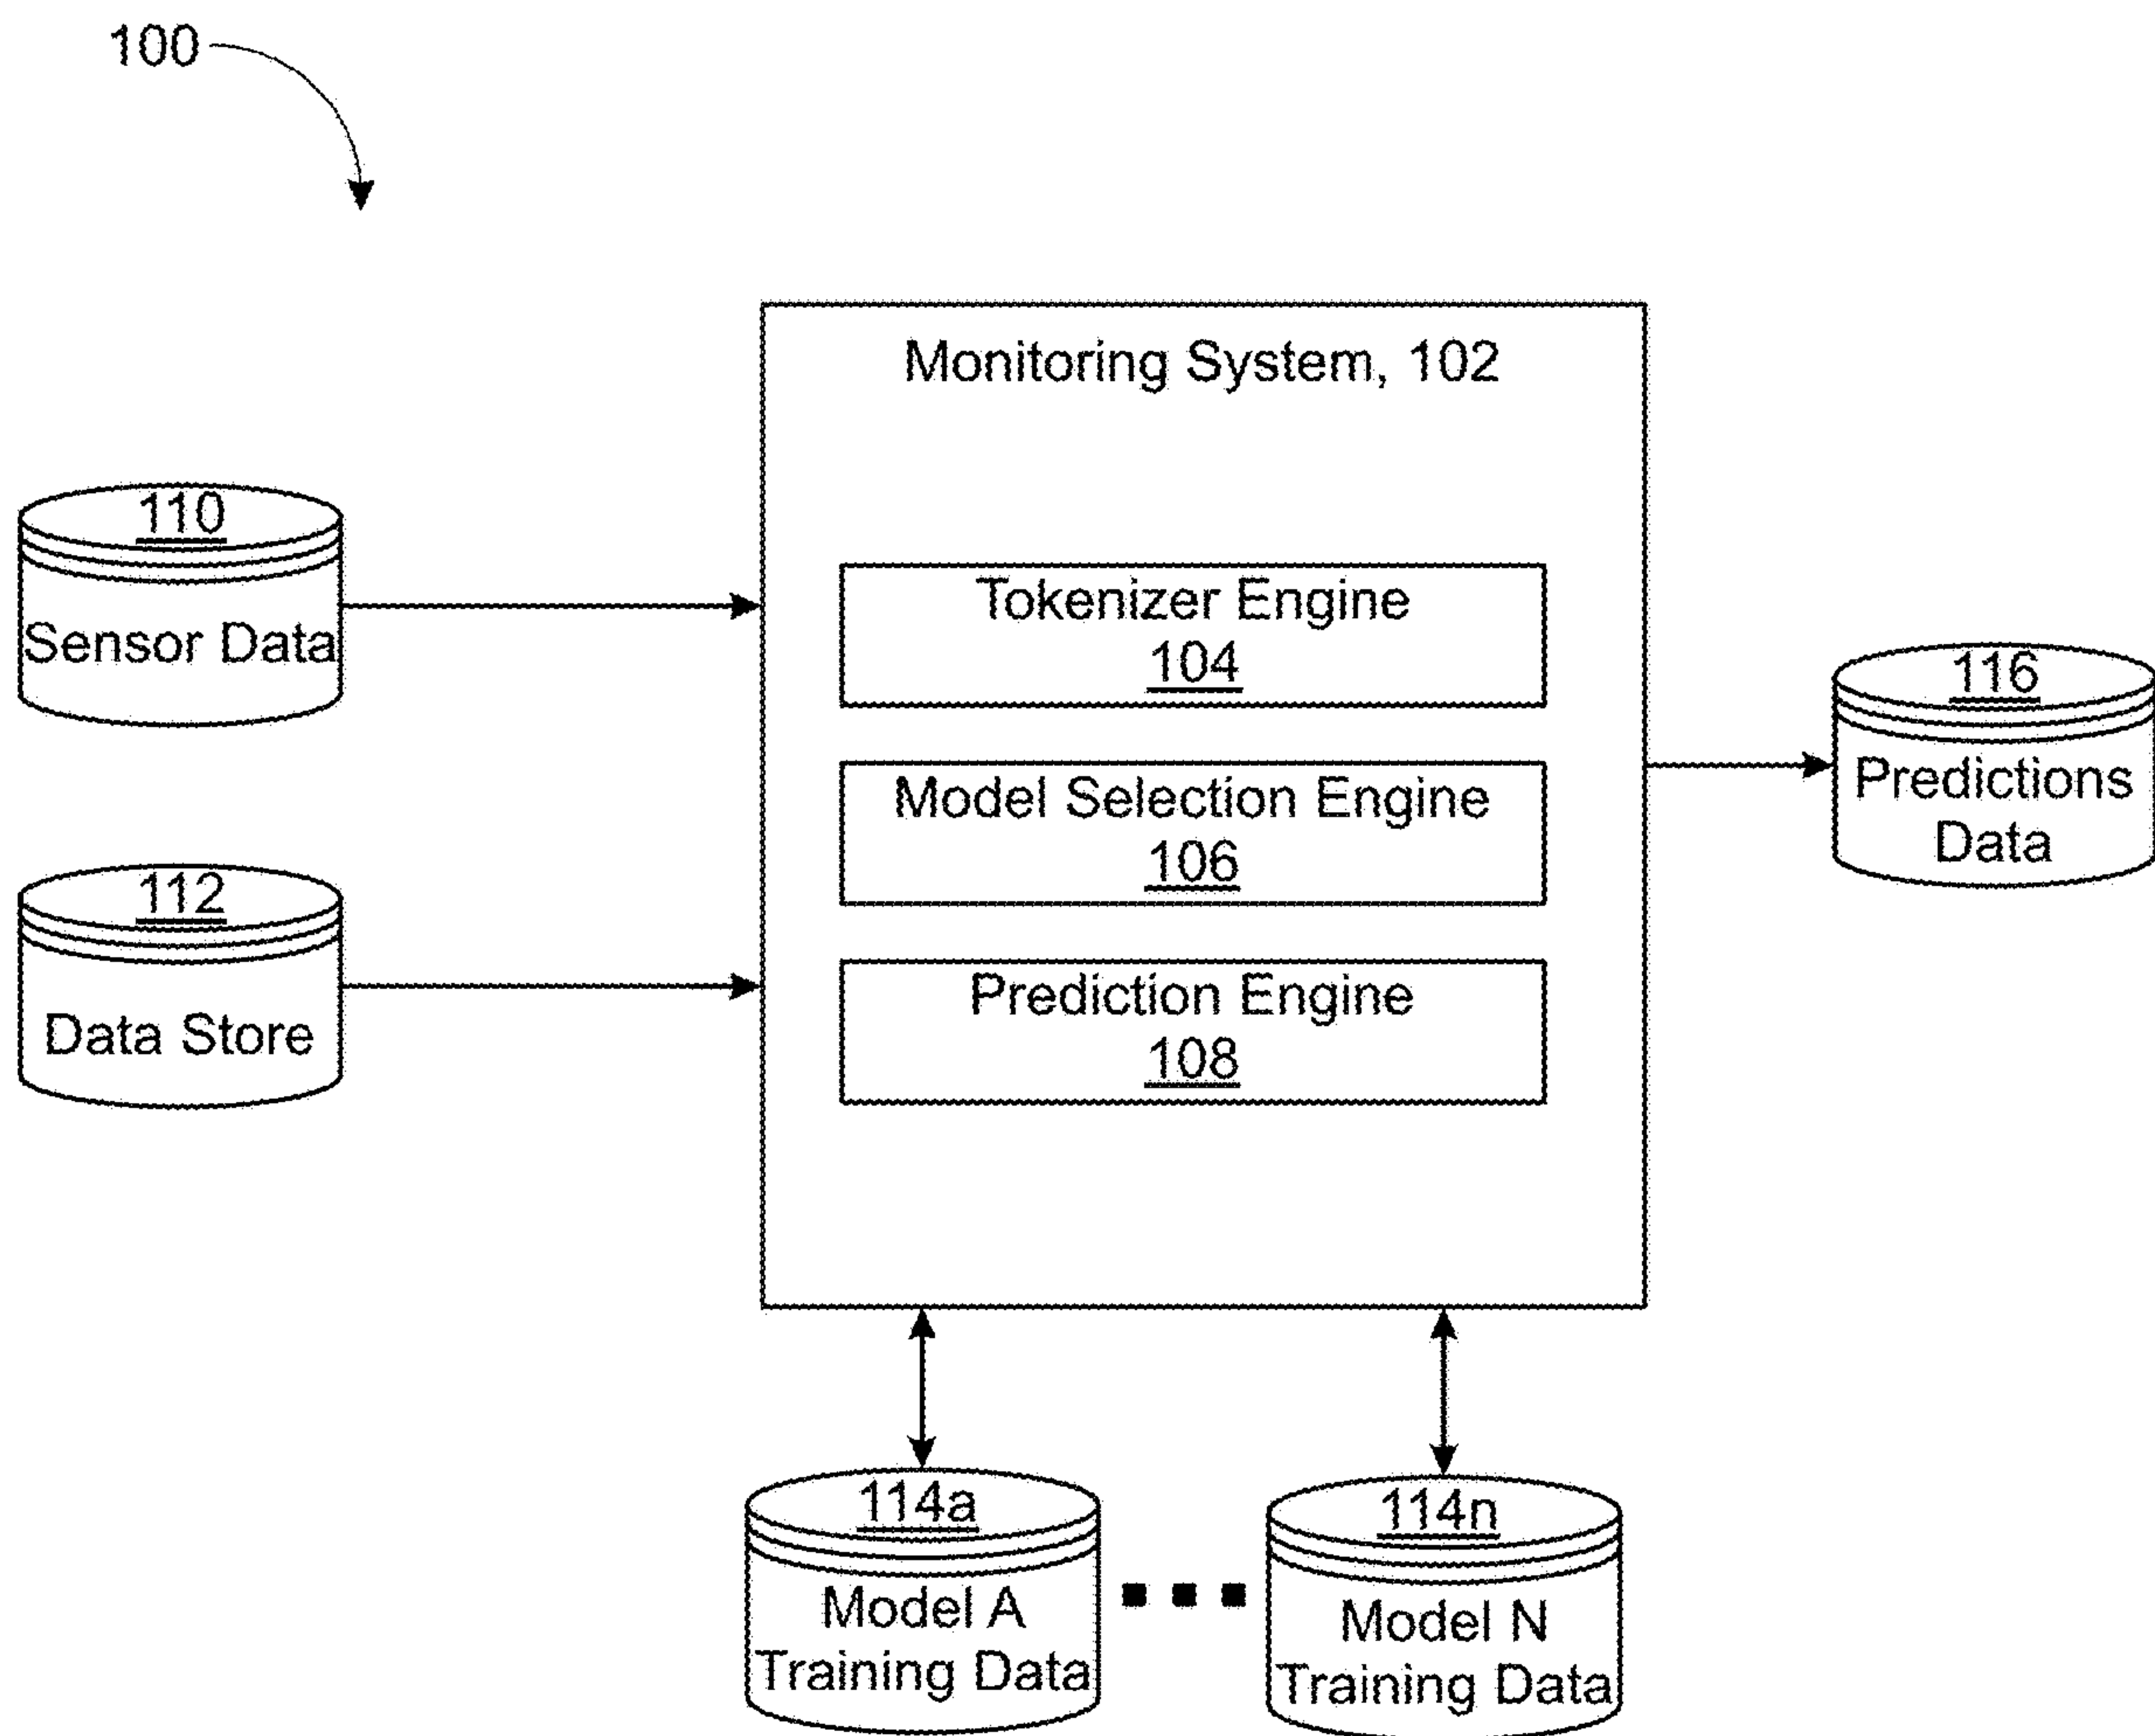 100
Monitoring System, 102
110
Sensor Data
Tokenizer Engine
104
116
Predictions
Data
Model Selection Engine
106
112
Data Store
Prediction Engine
108
114a
Model A
Training Data
114n
Model N
Training Data